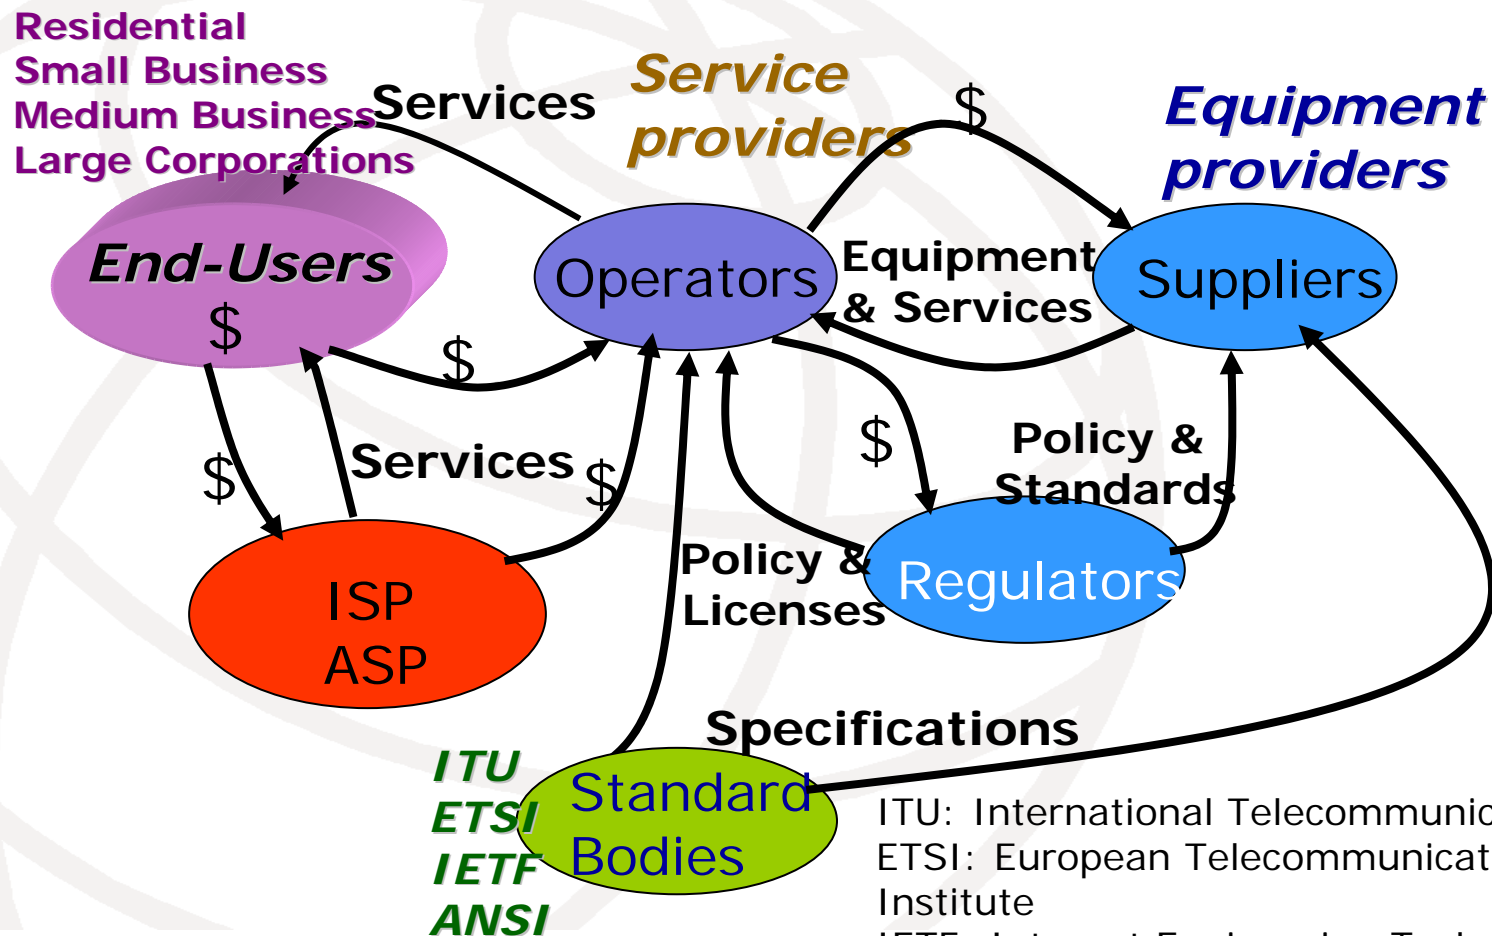 Residential
Small Business
Medium Business
Large Corporations
Services
Service
providers
$
Equipment
providers
End-Users
$
Operators
Equipment
& Services
Suppliers
$
$
Services
$
$
Policy &
Standards
Policy &
Licenses
Regulators
ISP
ASP
Specifications
ITU
ETSI
IETF
ANSI
Standard
Bodies
ITU: International Telecommunic
ETSI: European Telecommunicat
Institute